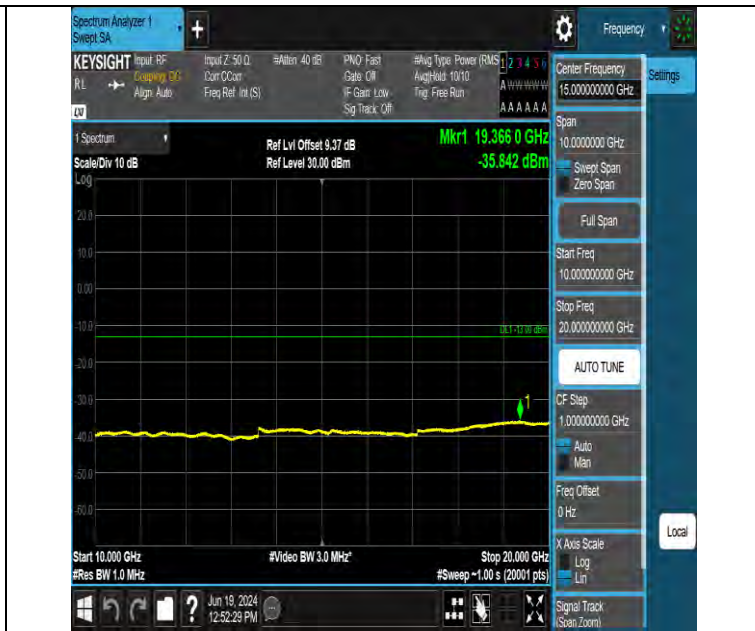 Spectrum Analyzer 1
Swept SA
+
Frequency
KEYSIGHT
RL
Input: RF
Coupling: DC
Align: Auto
Input Z: 50 Ω
Corr CCorr
Freq Ref: Int (S)
#Atten: 40 dB
PNO: Fast
Gate: Off
IF Gain: Low
Sig Track: Off
#Avg Type: Power (RMS
Avg|Hold: 10/10
Trig: Free Run
1 2 3 4 5 6
A W W W W W
A A A A A A
1 Spectrum
Scale/Div 10 dB
Log
Ref Lvl Offset 9.37 dB
Ref Level 30.00 dBm
Mkr1 19.366 0 GHz
-35.842 dBm
20.0
10.0
0.00
-10.0
DL1 -13.00 dBm
-20.0
-30.0
1
-40.0
-50.0
-60.0
Start 10.000 GHz
#Res BW 1.0 MHz
#Video BW 3.0 MHz*
Stop 20.000 GHz
#Sweep ~1.00 s (20001 pts)
?
Jun 19, 2024
12:52:29 PM
Center Frequency
15.00000000 GHz
Settings
Span
10.0000000 GHz
Swept Span
Zero Span
Full Span
Start Freq
10.000000000 GHz
Stop Freq
20.000000000 GHz
AUTO TUNE
CF Step
1.000000000 GHz
Auto
Man
Freq Offset
0 Hz
X Axis Scale
Log
Lin
Local
Signal Track
(Span Zoom)